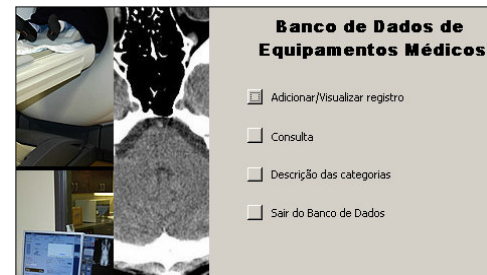 Banco de Dados de
Equipamentos Médicos
Adicionar/Visualizar registro
Consulta
Descrição das categorias
Sair do Banco de Dados